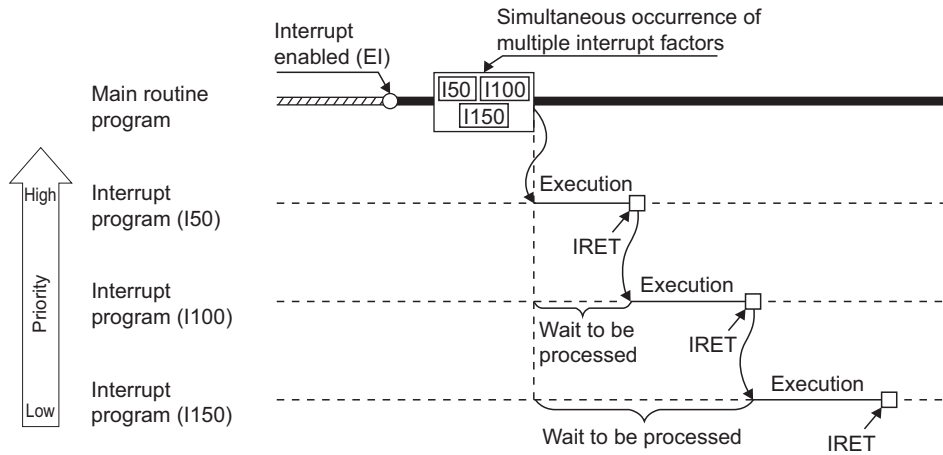 Simultaneous occurrence of
multiple interrupt factors
Interrupt
enabled (EI)
I50
I100
I150
Main routine
program
High
Priority
Low
Interrupt
program (I50)
Execution
IRET
Interrupt
program (I100)
Execution
Wait to be
processed
IRET
Interrupt
program (I150)
Execution
Wait to be processed
IRET